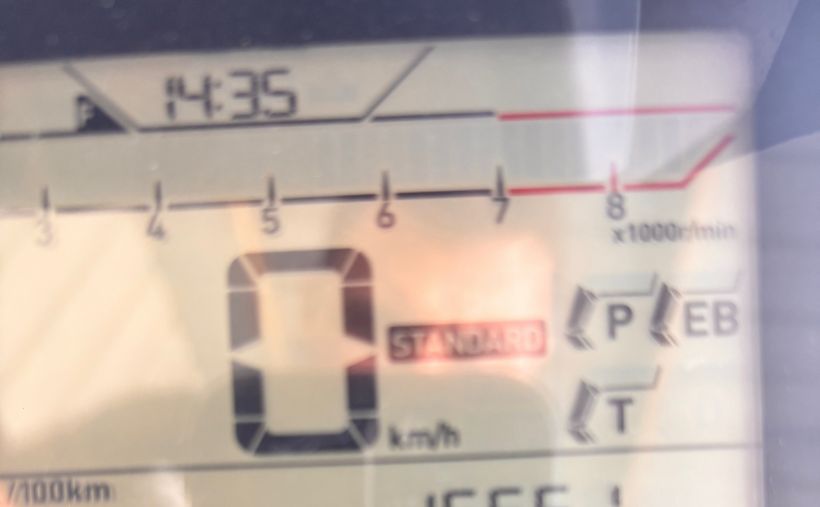 14:35
3 4 5 6 7 8
x1000r/min
0 km/h
STANDARD
P EB
T
/100km